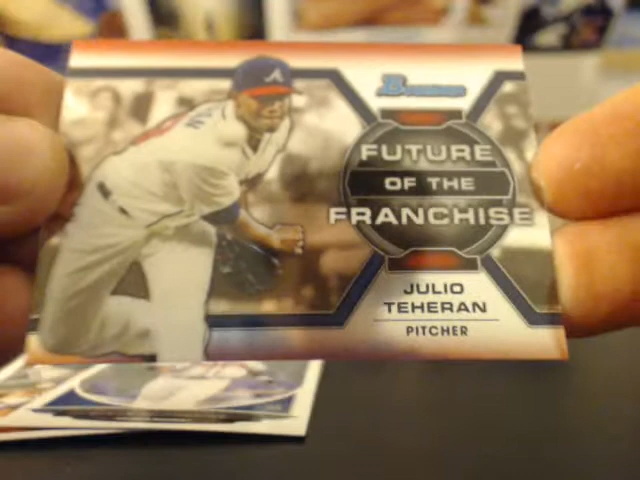 Bowman
FUTURE
OF THE
FRANCHISE
JULIO
TEHERAN
PITCHER